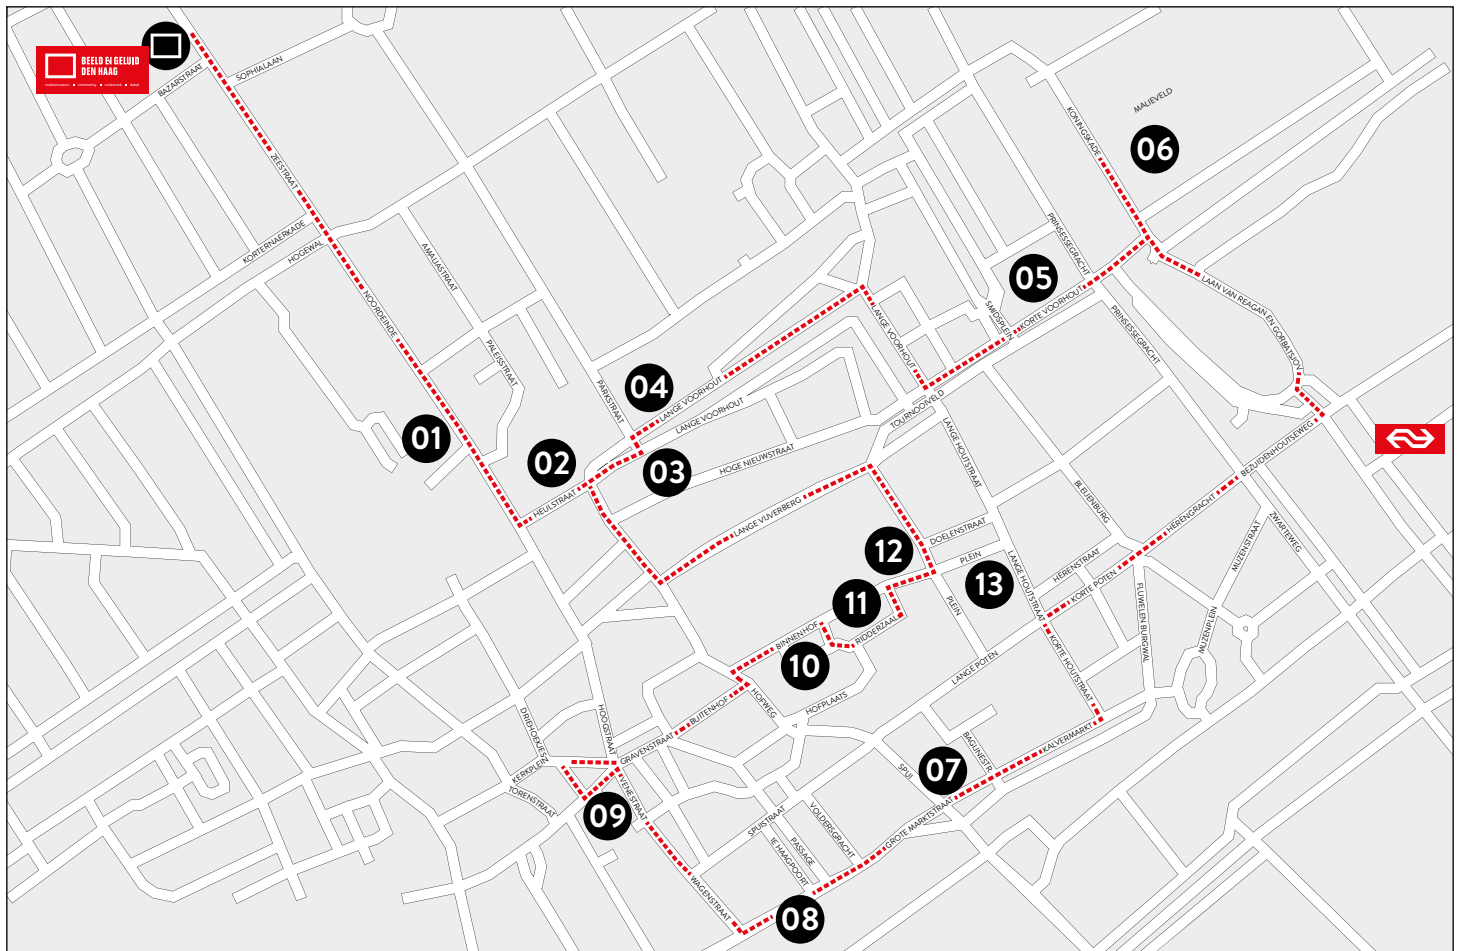 BEELD EN GELUID
DEN HAAG
BAZARSTRAAT
SOPHIALAAN
ZEESTRAAT
KORTERNAERKADE
HOGEWAL
AMALIASTRAAT
NOORDEINDE
PALEISSTRAAT
PARKSTRAAT
01
02
03
04
HEULSTRAAT
LANGE VOORHOUT
LANGE VOORHOUT
LANGE VOORHOUT
HOGE NIEUWSTRAAT
TOURNOOIVELD
LANGE VIJVERBERG
KONINGSKADE
MALIEVELD
06
PRINSESSEGRACHT
05
SMIDSPLEIN
KORTE VOORHOUT
PRINSESSEGRACHT
LAAN VAN REAGAN EN GORBATSJOV
BEZUIDENHOUTSEWEG
LANGE HOUTSTRAAT
BLEIJENBURG
HERENGRACHT
ZWARTEWEG
MUZENSTRAAT
MUZENPLEIN
DOELENSTRAAT
PLEIN
PLEIN
12
13
11
10
LANGE HOUTSTRAAT
HERENSTRAAT
KORTE POTEN
FLUWELEN BURGWAL
KORTE HOUTSTRAAT
LANGE POTEN
BINNENHOF
RIDDERZAAL
HOFPLAATS
HOFWEG
BUITENHOF
GRAVENSTRAAT
HOOGSTRAAT
DRIEHOEKJES
KERKPLEIN
TORENSTRAAT
VENESTRAAT
09
SPUI
07
BAGIJNESTR
KALVERMARKT
GROTE MARKTSTRAAT
SPUISTRAAT
VOLDERSGRACHT
PASSAGE
1E HAAGPOORT
WAGENSTRAAT
08